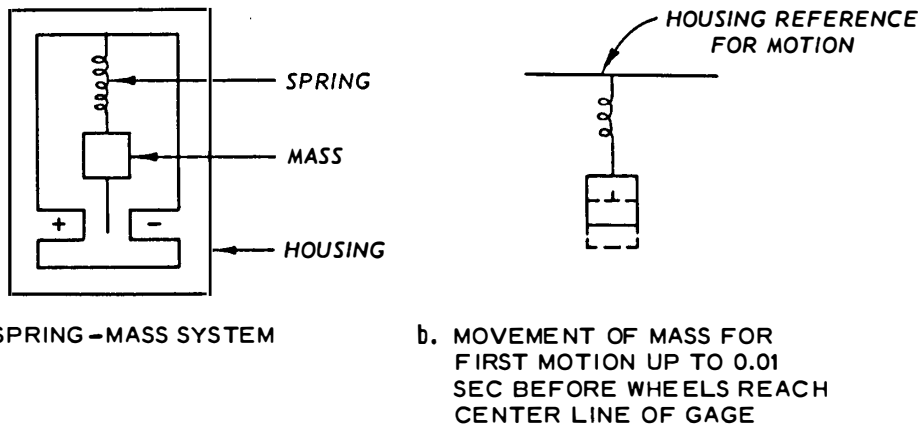 SPRING
MASS
+ -
HOUSING
SPRING-MASS SYSTEM
HOUSING REFERENCE
FOR MOTION
b. MOVEMENT OF MASS FOR
FIRST MOTION UP TO 0.01
SEC BEFORE WHEELS REACH
CENTER LINE OF GAGE